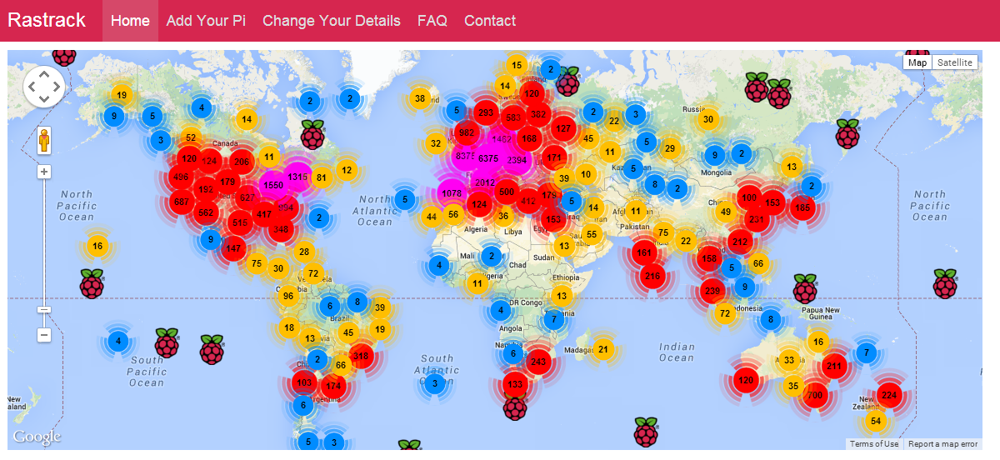 Rastrack Home Add Your Pi Change Your Details FAQ Contact
Map Satellite
15 2
14 Finland
19 120
38 2 2
9 5 4 5 293 583 382 2 22 3 Russia 30
14 127
3 52 Canada 982 1462 168 45 5
120 124 206 11 32 6375 2394 171 11 29 9 2
Mongolia
496 179 1315 81 12 39 10 5 13
192 1550 2012 8 2 2
North
Pacific
Ocean
687 627 1078 500 179 100 153 185
562 417 North
Atlantic
Ocean 5 124 412 5 14 11 49
515 348 2 44 56 36 153 Pakistan 231
Algeria Libya
9 147 55 75 22 212
16 28 Mali 2 Chad Sudan 13 161 158 66
75 30 72 4 216 5
11 Ethiopia 239 9
96 13
DR Congo
6 8 39 4 7 72 8 Papua New
Guinea
Brazil Angola
18 13 45 19 16
4 21
South
Pacific
Ocean
2 66 318 South
Atlantic
Ocean 6 243 Indian
Ocean 33 211 7
103 174 3 133 120 35 700 224
6 New
Zealand
54
5 3
North
Pacific
Ocean
Google Terms of Use Report a map error